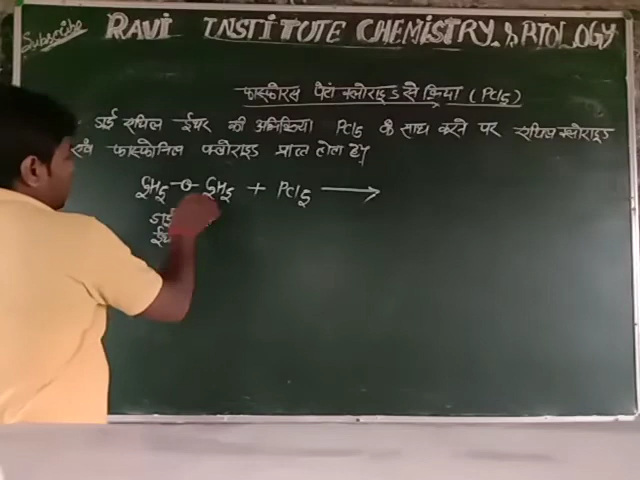 Subscribe
RAVI INSTITUTE CHEMISTRY & BIOLOGY
फास्फोरस पेंटा क्लोराइड से क्रिया (PCl5)
डाई एथिल ईथर की अभिक्रिया PCl5 के साथ करने पर एथिल क्लोराइड
एवं फास्फोरिल क्लोराइड प्राप्त होता है।
C2H5-O-C2H5 + PCl5 ⟶
डाई